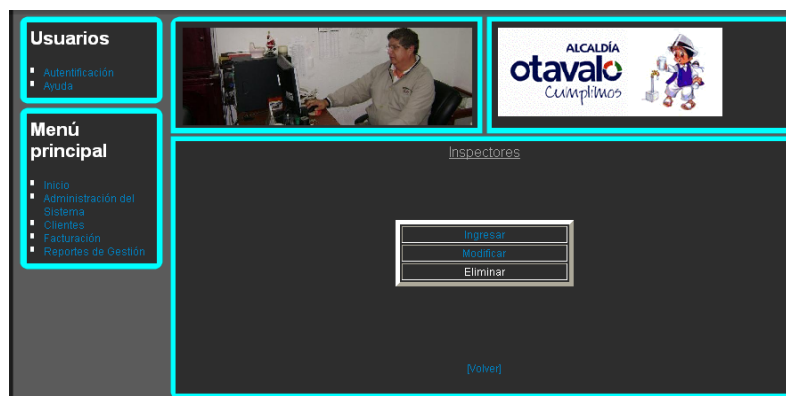 Usuarios
Autentificación
Ayuda
Menú
principal
Inicio
Administración del
Sistema
Clientes
Facturación
Reportes de Gestión
ALCALDÍA
otavalo
Cumplimos
Inspectores
Ingresar
Modificar
Eliminar
[Volver]